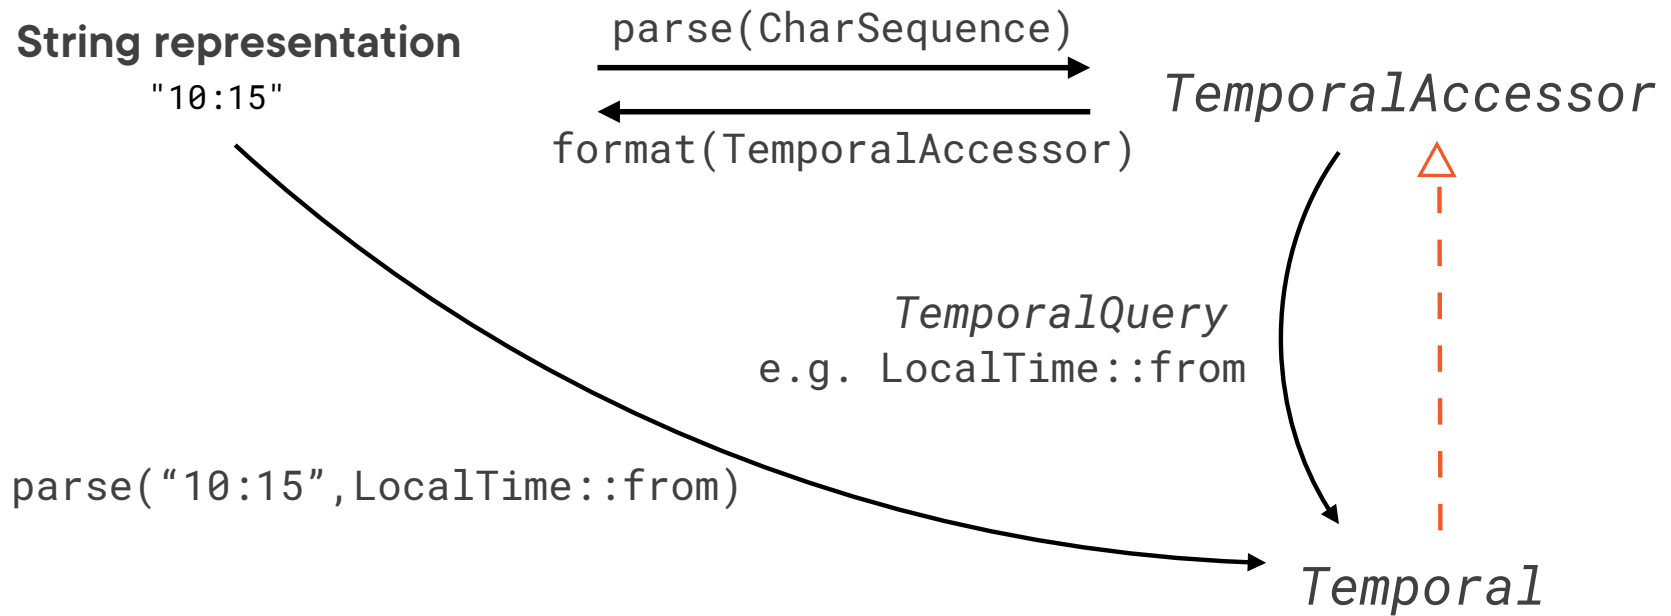 String representation
"10:15"
parse(CharSequence)
format(TemporalAccessor)
TemporalAccessor
TemporalQuery
e.g. LocalTime::from
parse(“10:15”,LocalTime::from)
Temporal